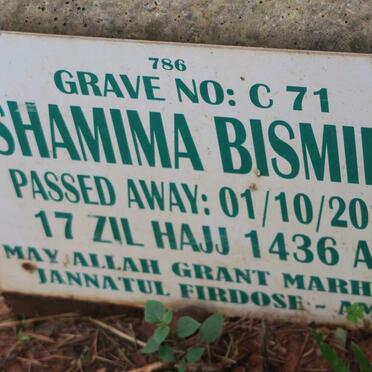 786
GRAVE NO: C 71
SHAMIMA
PASSED AWAY: 01/10/20
17 ZIL HAJJ 1436 A
MAY ALLAH GRANT MARH
JANNATUL FIRDOSE - AM